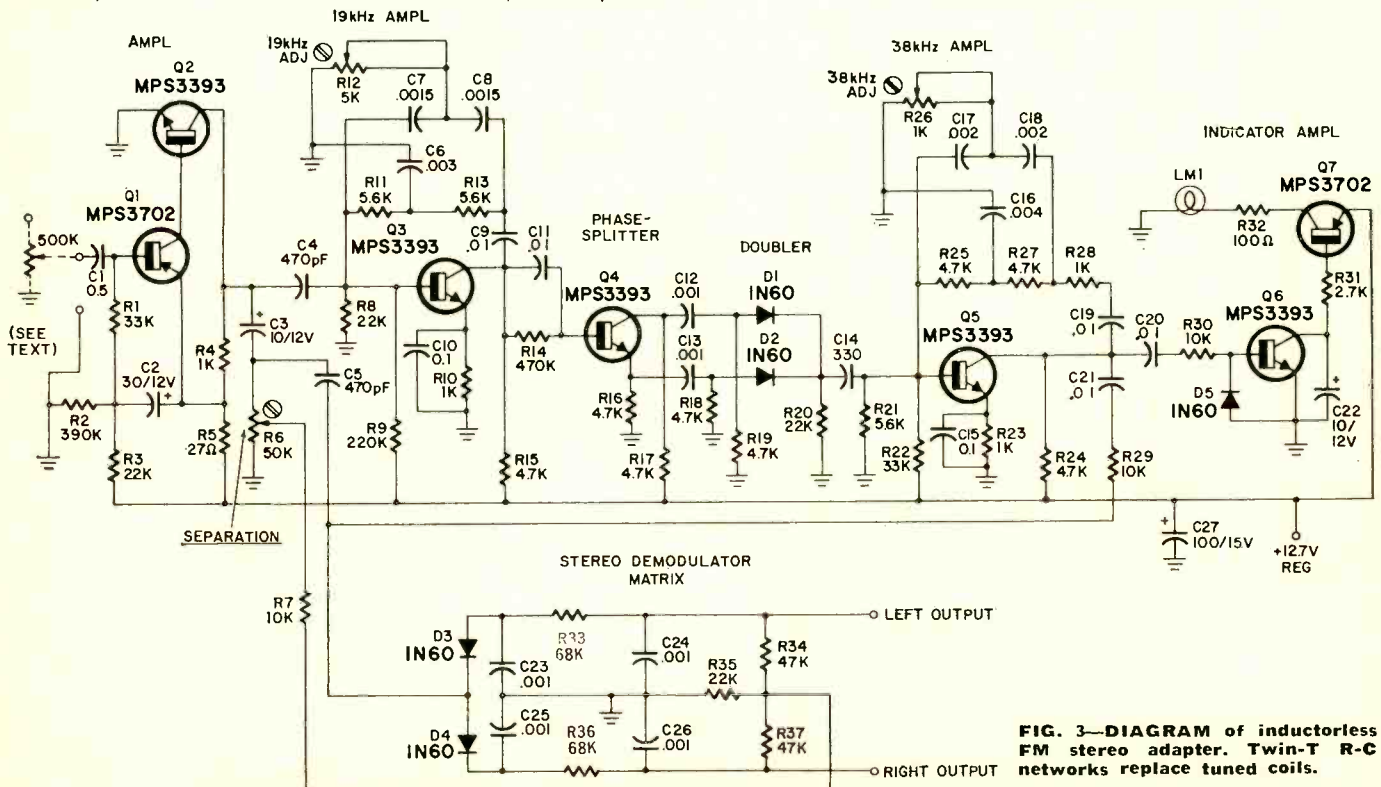 19kHz AMPL
AMPL
19kHz
ADJ
R12
5K
C7
.0015
C8
.0015
Q2
MPS3393
C6
.003
R11
5.6K
R13
5.6K
Q1
MPS3702
500K
C1
0.5
(SEE
TEXT)
R1
33K
C2
30/12V
R2
390K
R3
22K
R4
1K
R5
27Ω
C3
10/12V
C4
470pF
C5
470pF
R6
50K
SEPARATION
R7
10K
Q3
MPS3393
R8
22K
C10
0.1
R10
1K
R9
220K
C9
.01
C11
.01
R14
470K
R15
4.7K
PHASE-
SPLITTER
Q4
MPS3393
R16
4.7K
R17
4.7K
C12
.001
C13
.001
R18
4.7K
R19
4.7K
DOUBLER
D1
1N60
D2
1N60
C14
330
R20
22K
R21
5.6K
38kHz AMPL
38kHz
ADJ
R26
1K
C17
.002
C18
.002
C16
.004
R25
4.7K
R27
4.7K
R28
1K
Q5
MPS3393
R22
33K
C15
0.1
R23
1K
R24
4.7K
C19
.01
C20
.01
C21
.01
R29
10K
R30
10K
INDICATOR AMPL
LM1
R32
100Ω
Q7
MPS3702
R31
2.7K
Q6
MPS3393
D5
1N60
C22
10/
12V
C27
100/15V
+12.7V
REG
STEREO DEMODULATOR
MATRIX
D3
1N60
D4
1N60
C23
.001
C25
.001
R33
68K
R36
68K
C24
.001
C26
.001
R35
22K
R34
47K
R37
47K
LEFT OUTPUT
RIGHT OUTPUT
FIG. 3—DIAGRAM of inductorless
FM stereo adapter. Twin-T R-C
networks replace tuned coils.